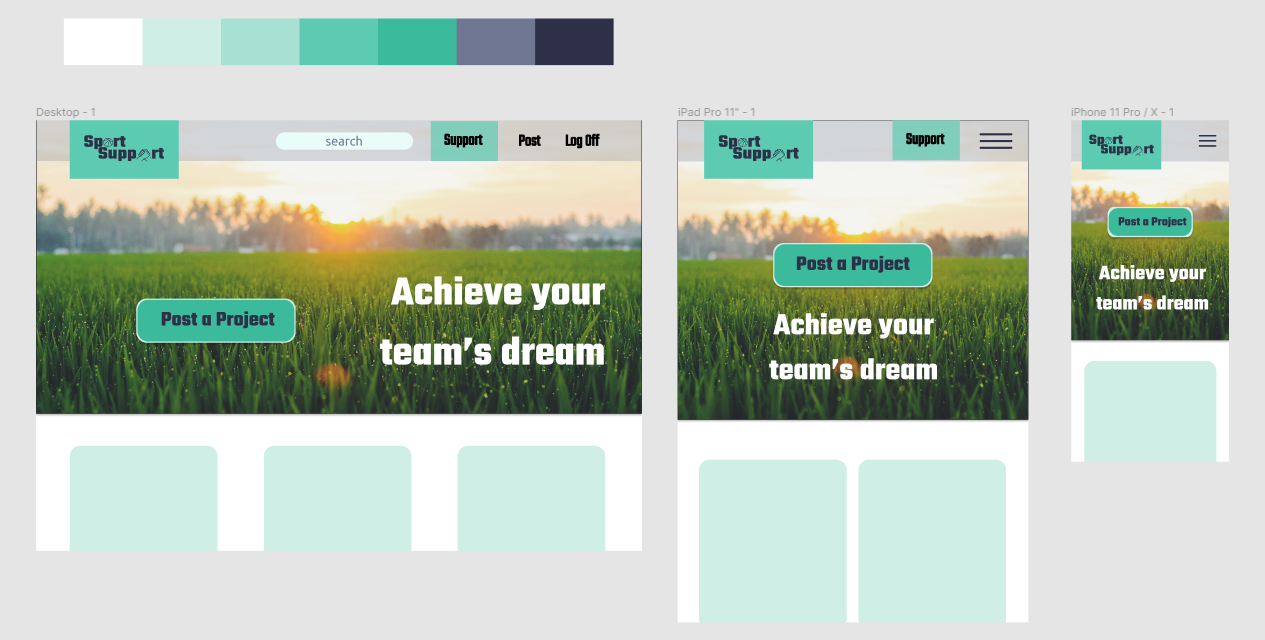 Desktop - 1
Sport
Support
search
Support
Post
Log Off
Post a Project
Achieve your
team's dream
iPad Pro 11" - 1
Sport
Support
Support
Post a Project
Achieve your
team's dream
iPhone 11 Pro / X - 1
Sport
Support
Post a Project
Achieve your
team's dream